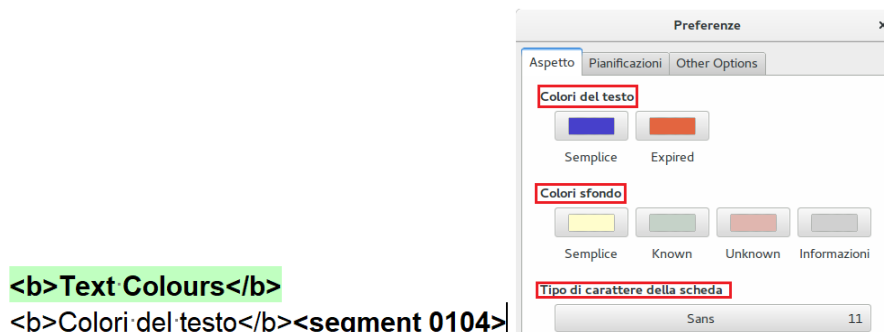 Preferenze ×
Aspetto Pianificazioni Other Options
Colori del testo
Semplice Expired
Colori sfondo
Semplice Known Unknown Informazioni
Tipo di carattere della scheda
Sans 11
<b>Text·Colours</b>
<b>Colori·del·testo</b><segment 0104>